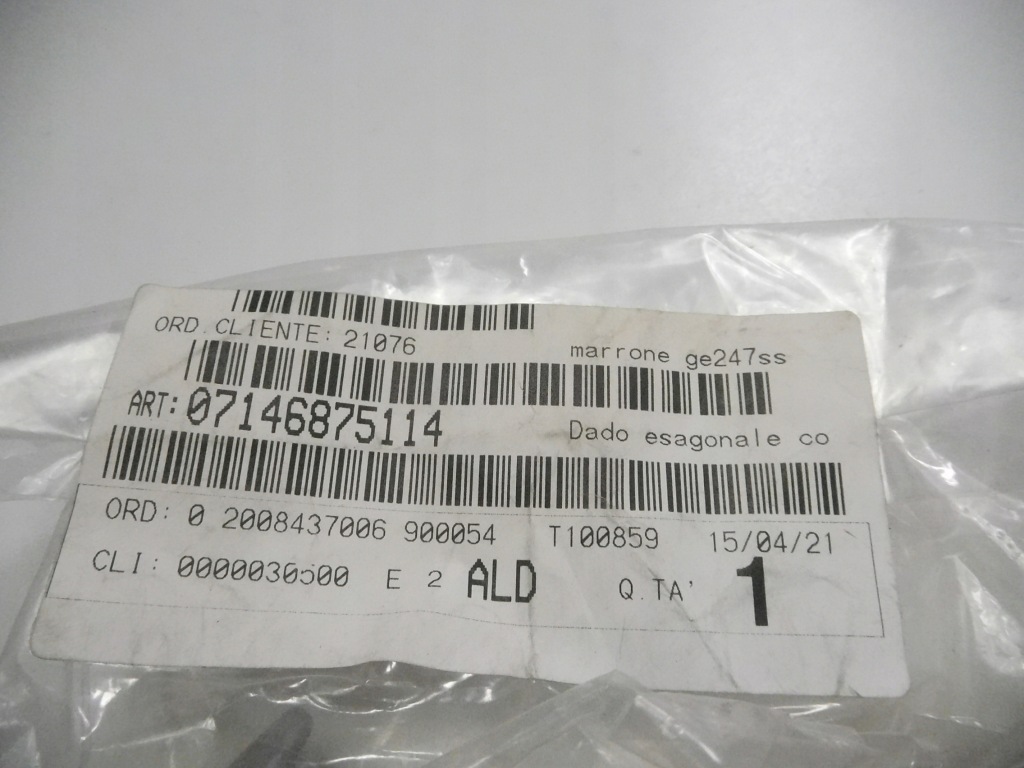 ORD.CLIENTE: 21076
marrone ge247ss
ART: 07146875114
Dado esagonale co
ORD: 0 2008437006 900054 T100859 15/04/21
CLI: 0000030500 E 2 ALD Q.TA' 1